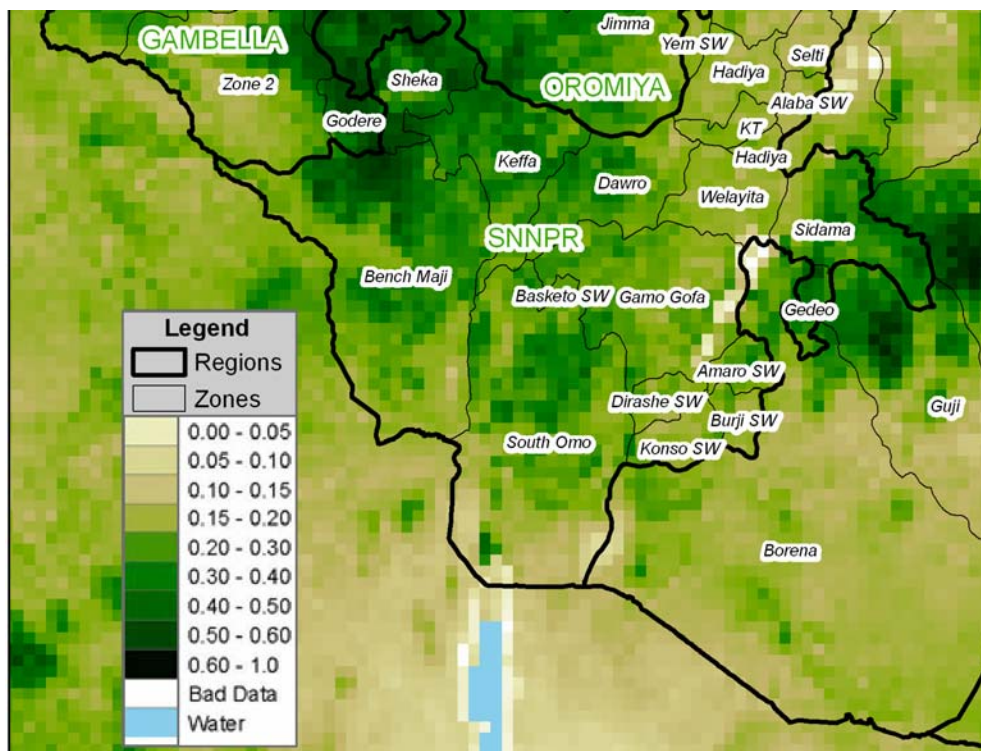 Jimma
GAMBELLA
Yem SW
Selti
Zone 2
Sheka
Hadiya
OROMIYA
Alaba SW
Godere
KT
Keffa
Hadiya
Dawro
Welayita
SNNPR
Sidama
Bench Maji
Basketo SW
Gamo Gofa
Gedeo
Amaro SW
Dirashe SW
Guji
Burji SW
South Omo
Konso SW
Borena
Legend
Regions
Zones
0.00 - 0.05
0.05 - 0.10
0.10 - 0.15
0.15 - 0.20
0.20 - 0.30
0.30 - 0.40
0.40 - 0.50
0.50 - 0.60
0.60 - 1.0
Bad Data
Water